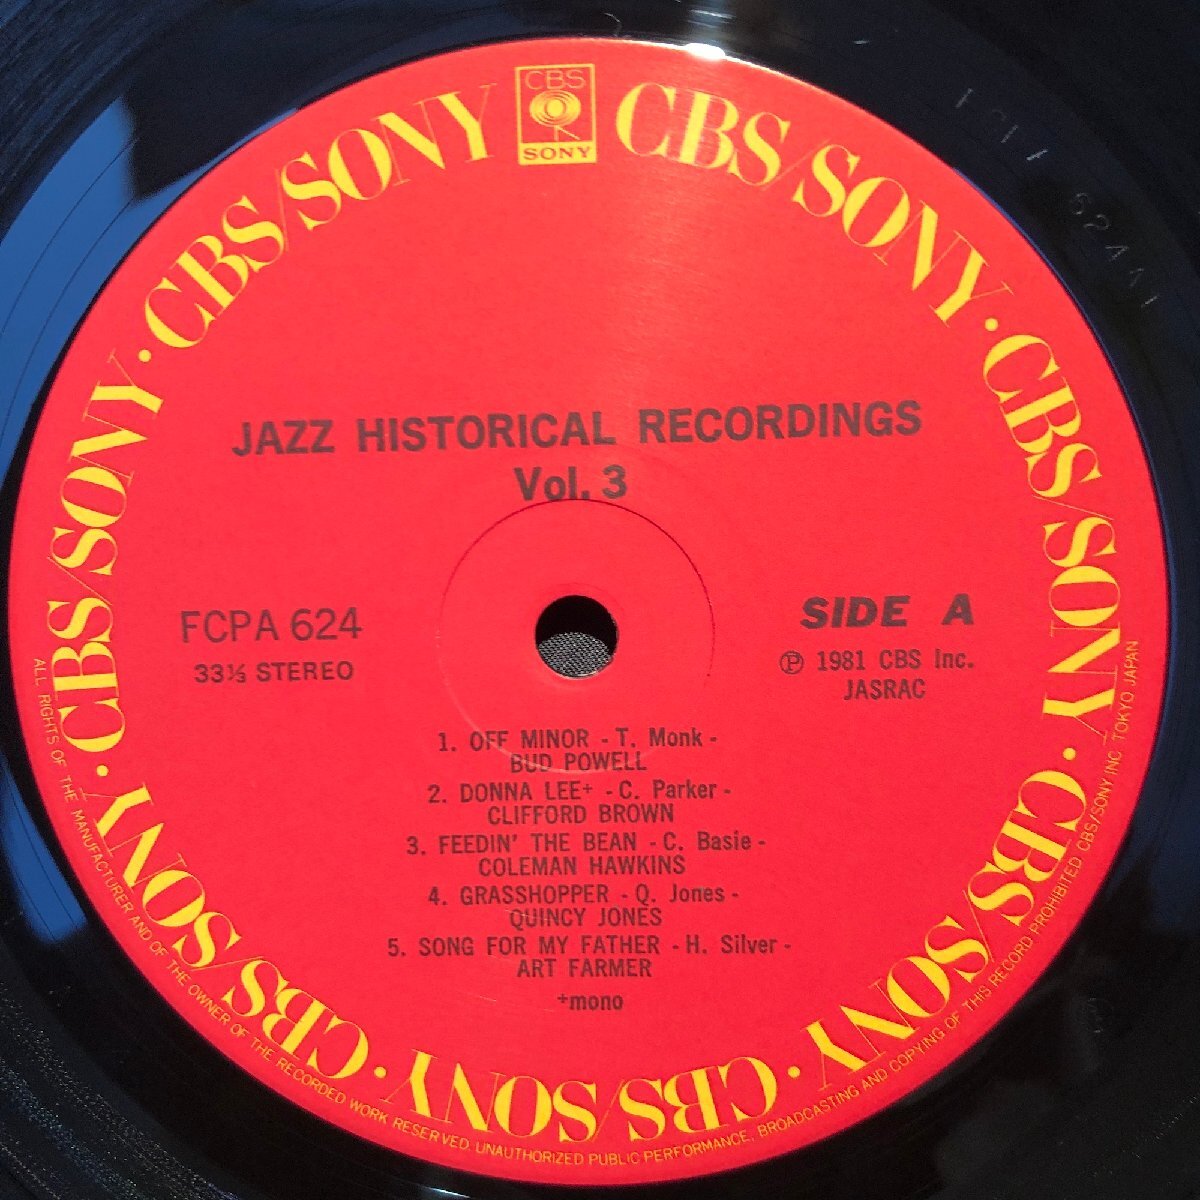 CBS
SONY
CBS/SONY · CBS/SONY · CBS/SONY · CBS/SONY · CBS/SONY · CBS/SONY · CBS/SONY · CBS/SONY
JAZZ HISTORICAL RECORDINGS
Vol. 3
FCPA 624
33⅓ STEREO
SIDE A
Ⓟ 1981 CBS Inc.
JASRAC
1. OFF MINOR - T. Monk -
BUD POWELL
2. DONNA LEE+ - C. Parker -
CLIFFORD BROWN
3. FEEDIN' THE BEAN - C. Basie -
COLEMAN HAWKINS
4. GRASSHOPPER - Q. Jones -
QUINCY JONES
5. SONG FOR MY FATHER - H. Silver -
ART FARMER
+mono
ALL RIGHTS OF THE MANUFACTURER AND OF THE OWNER OF THE RECORDED WORK RESERVED. UNAUTHORIZED PUBLIC PERFORMANCE, BROADCASTING AND COPYING OF THIS RECORD PROHIBITED CBS/SONY INC. TOKYO, JAPAN